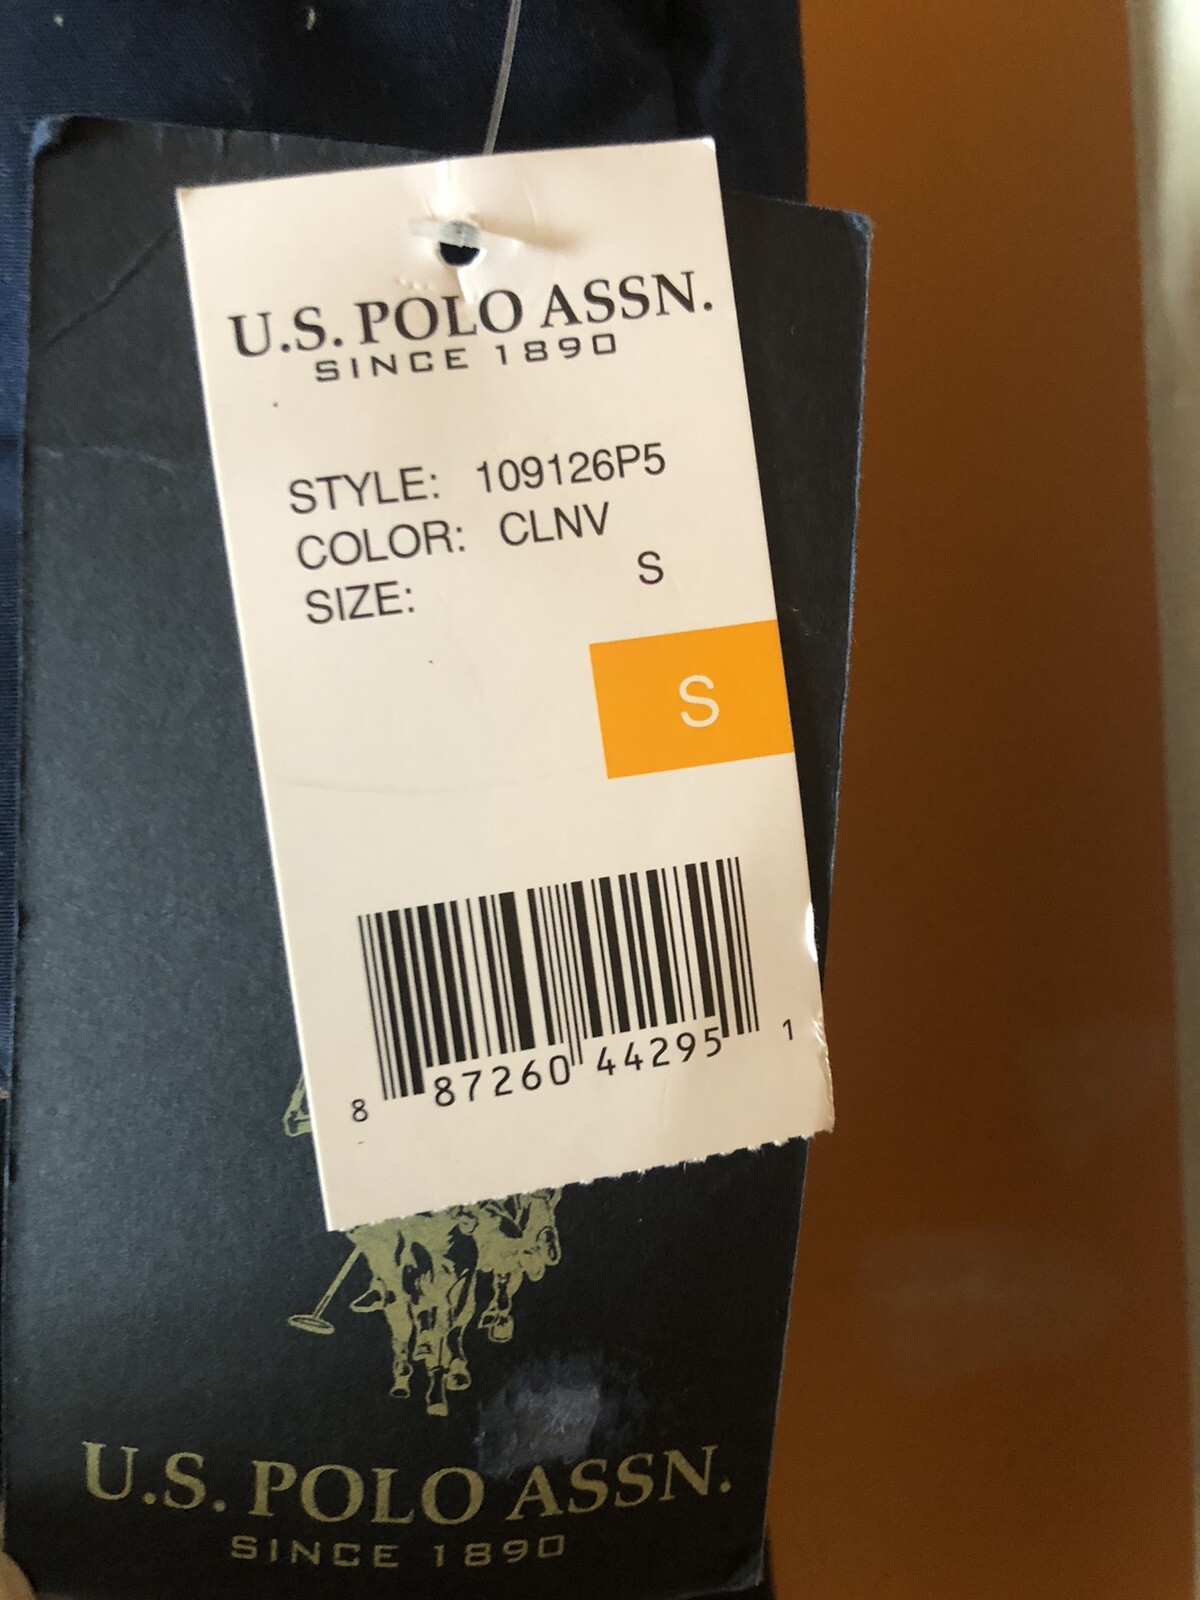 U.S. POLO ASSN.
SINCE 1890
STYLE: 109126P5
COLOR: CLNV
SIZE: S
S
8 87260 44295 1
U.S. POLO ASSN.
SINCE 1890